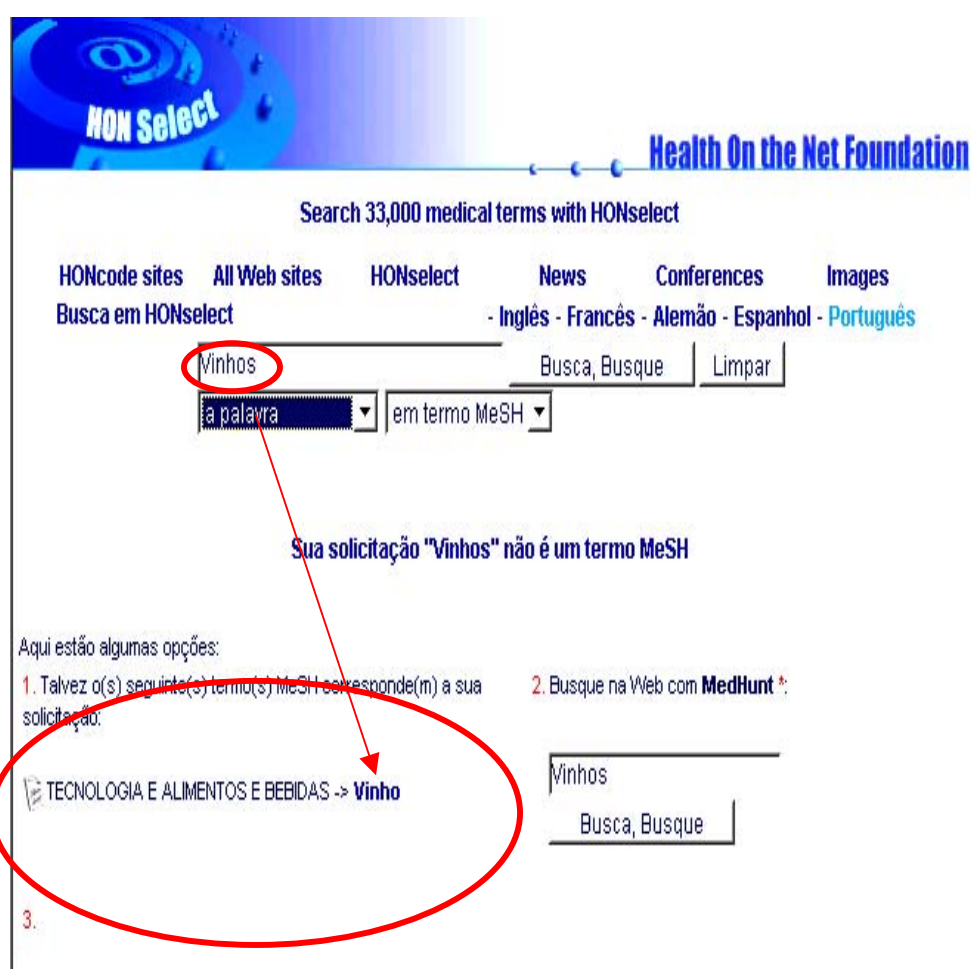 @
HON Select
Health On the Net Foundation
Search 33,000 medical terms with HONselect
HONcode sites All Web sites HONselect News Conferences Images
Busca em HONselect - Inglês - Francês - Alemão - Espanhol - Português
Vinhos Busca, Busque Limpar
a palavra em termo MeSH
Sua solicitação "Vinhos" não é um termo MeSH
Aqui estão algumas opções:
1. Talvez o(s) seguinte(s) termo(s) MeSH corresponde(m) a sua
solicitação:
TECNOLOGIA E ALIMENTOS E BEBIDAS -> Vinho
2. Busque na Web com MedHunt *:
Vinhos
Busca, Busque
3.